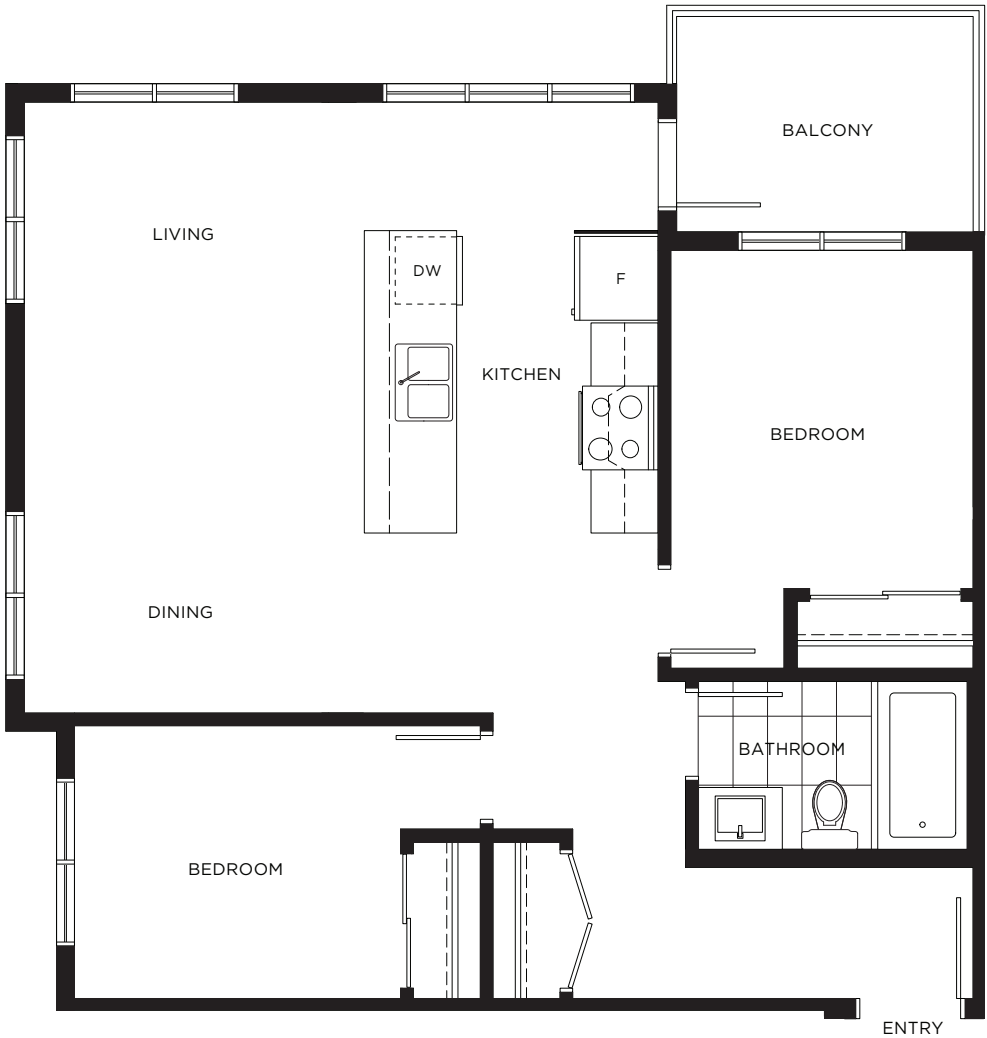 BALCONY
LIVING
DW
F
KITCHEN
BEDROOM
DINING
BATHROOM
BEDROOM
ENTRY